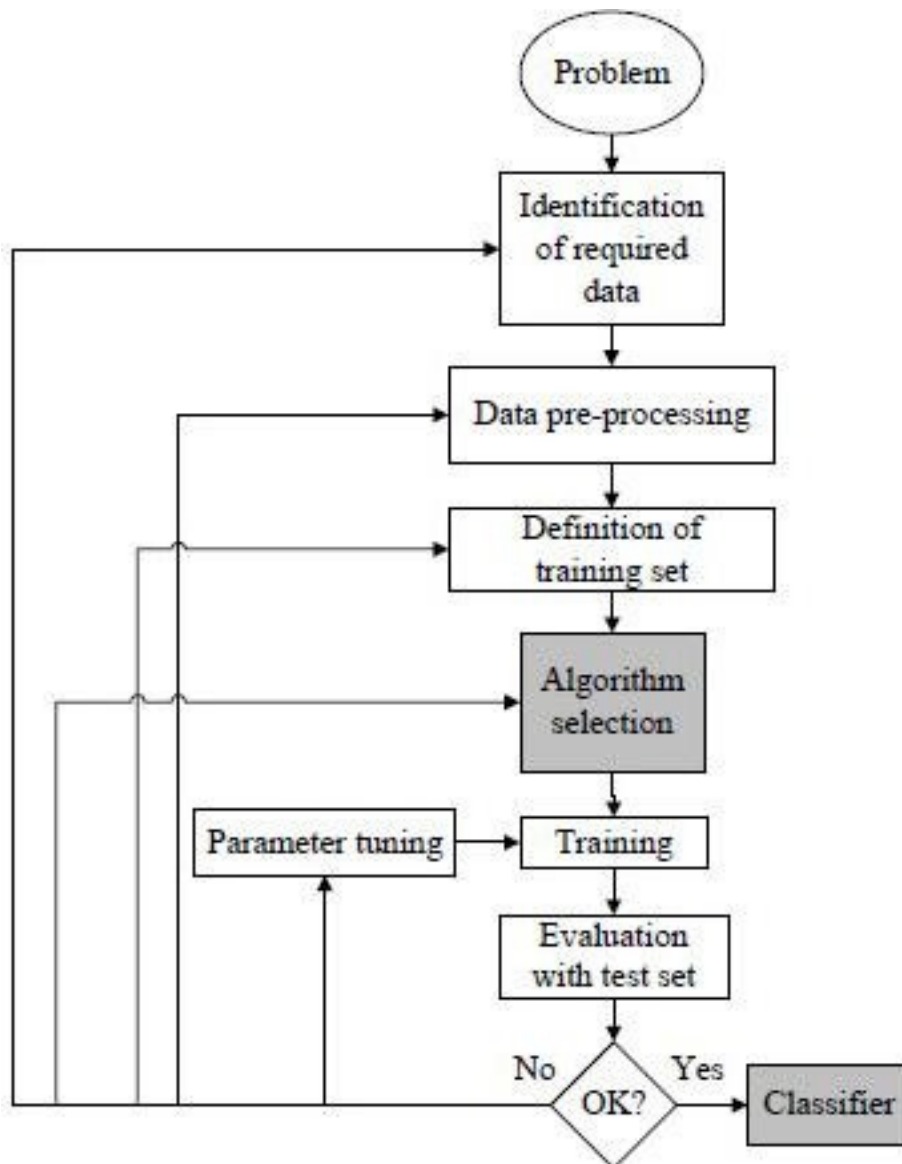 Problem
Identification
of required
data
Data pre-processing
Definition of
training set
Algorithm
selection
Parameter tuning
Training
Evaluation
with test set
No
OK?
Yes
Classifier